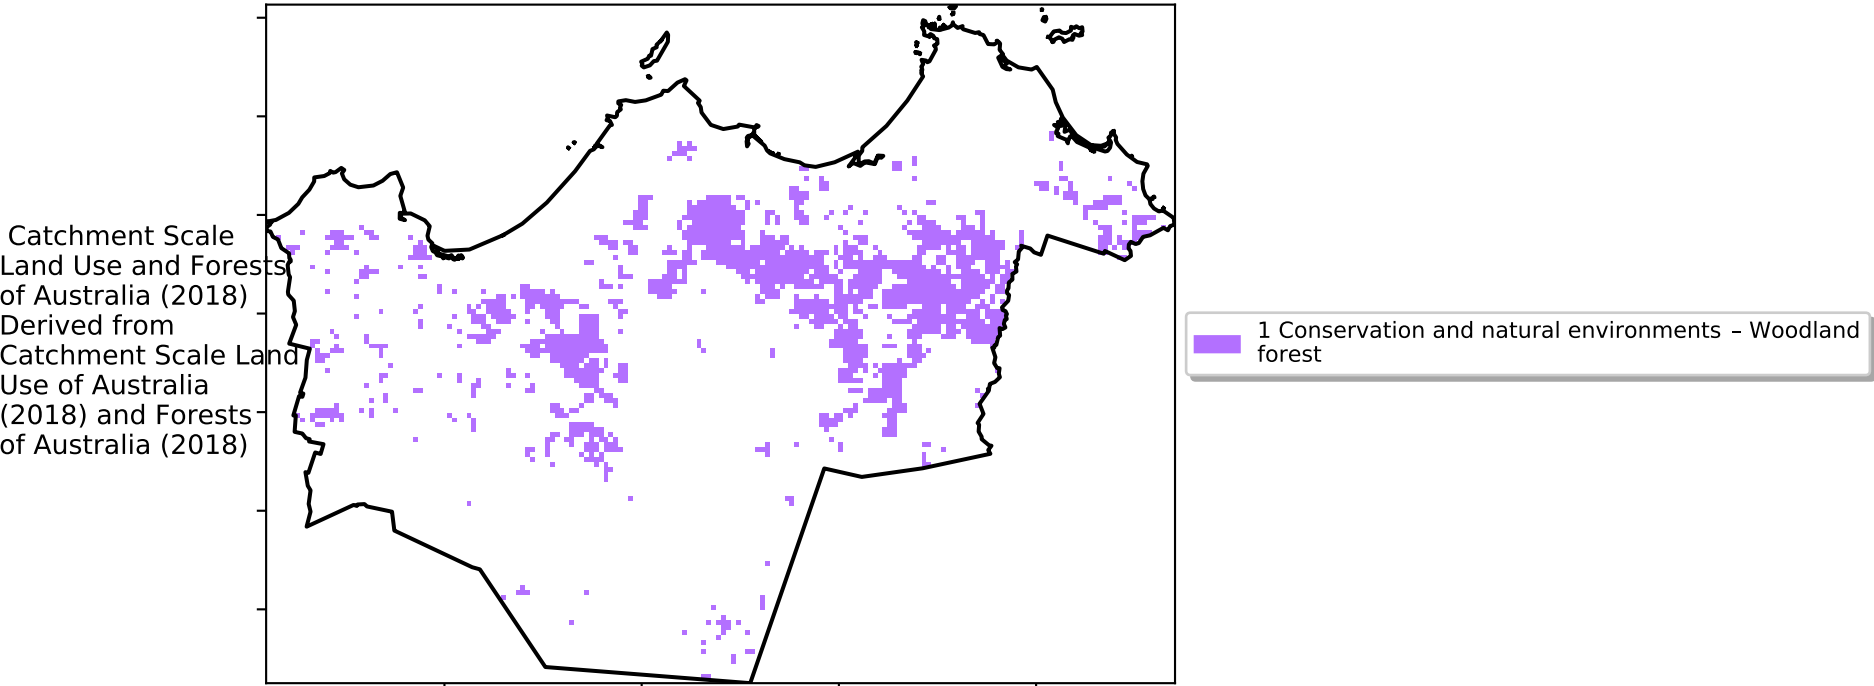 Catchment Scale
Land Use and Forests
of Australia (2018)
Derived from
Catchment Scale Land
Use of Australia
(2018) and Forests
of Australia (2018)
1 Conservation and natural environments – Woodland
forest